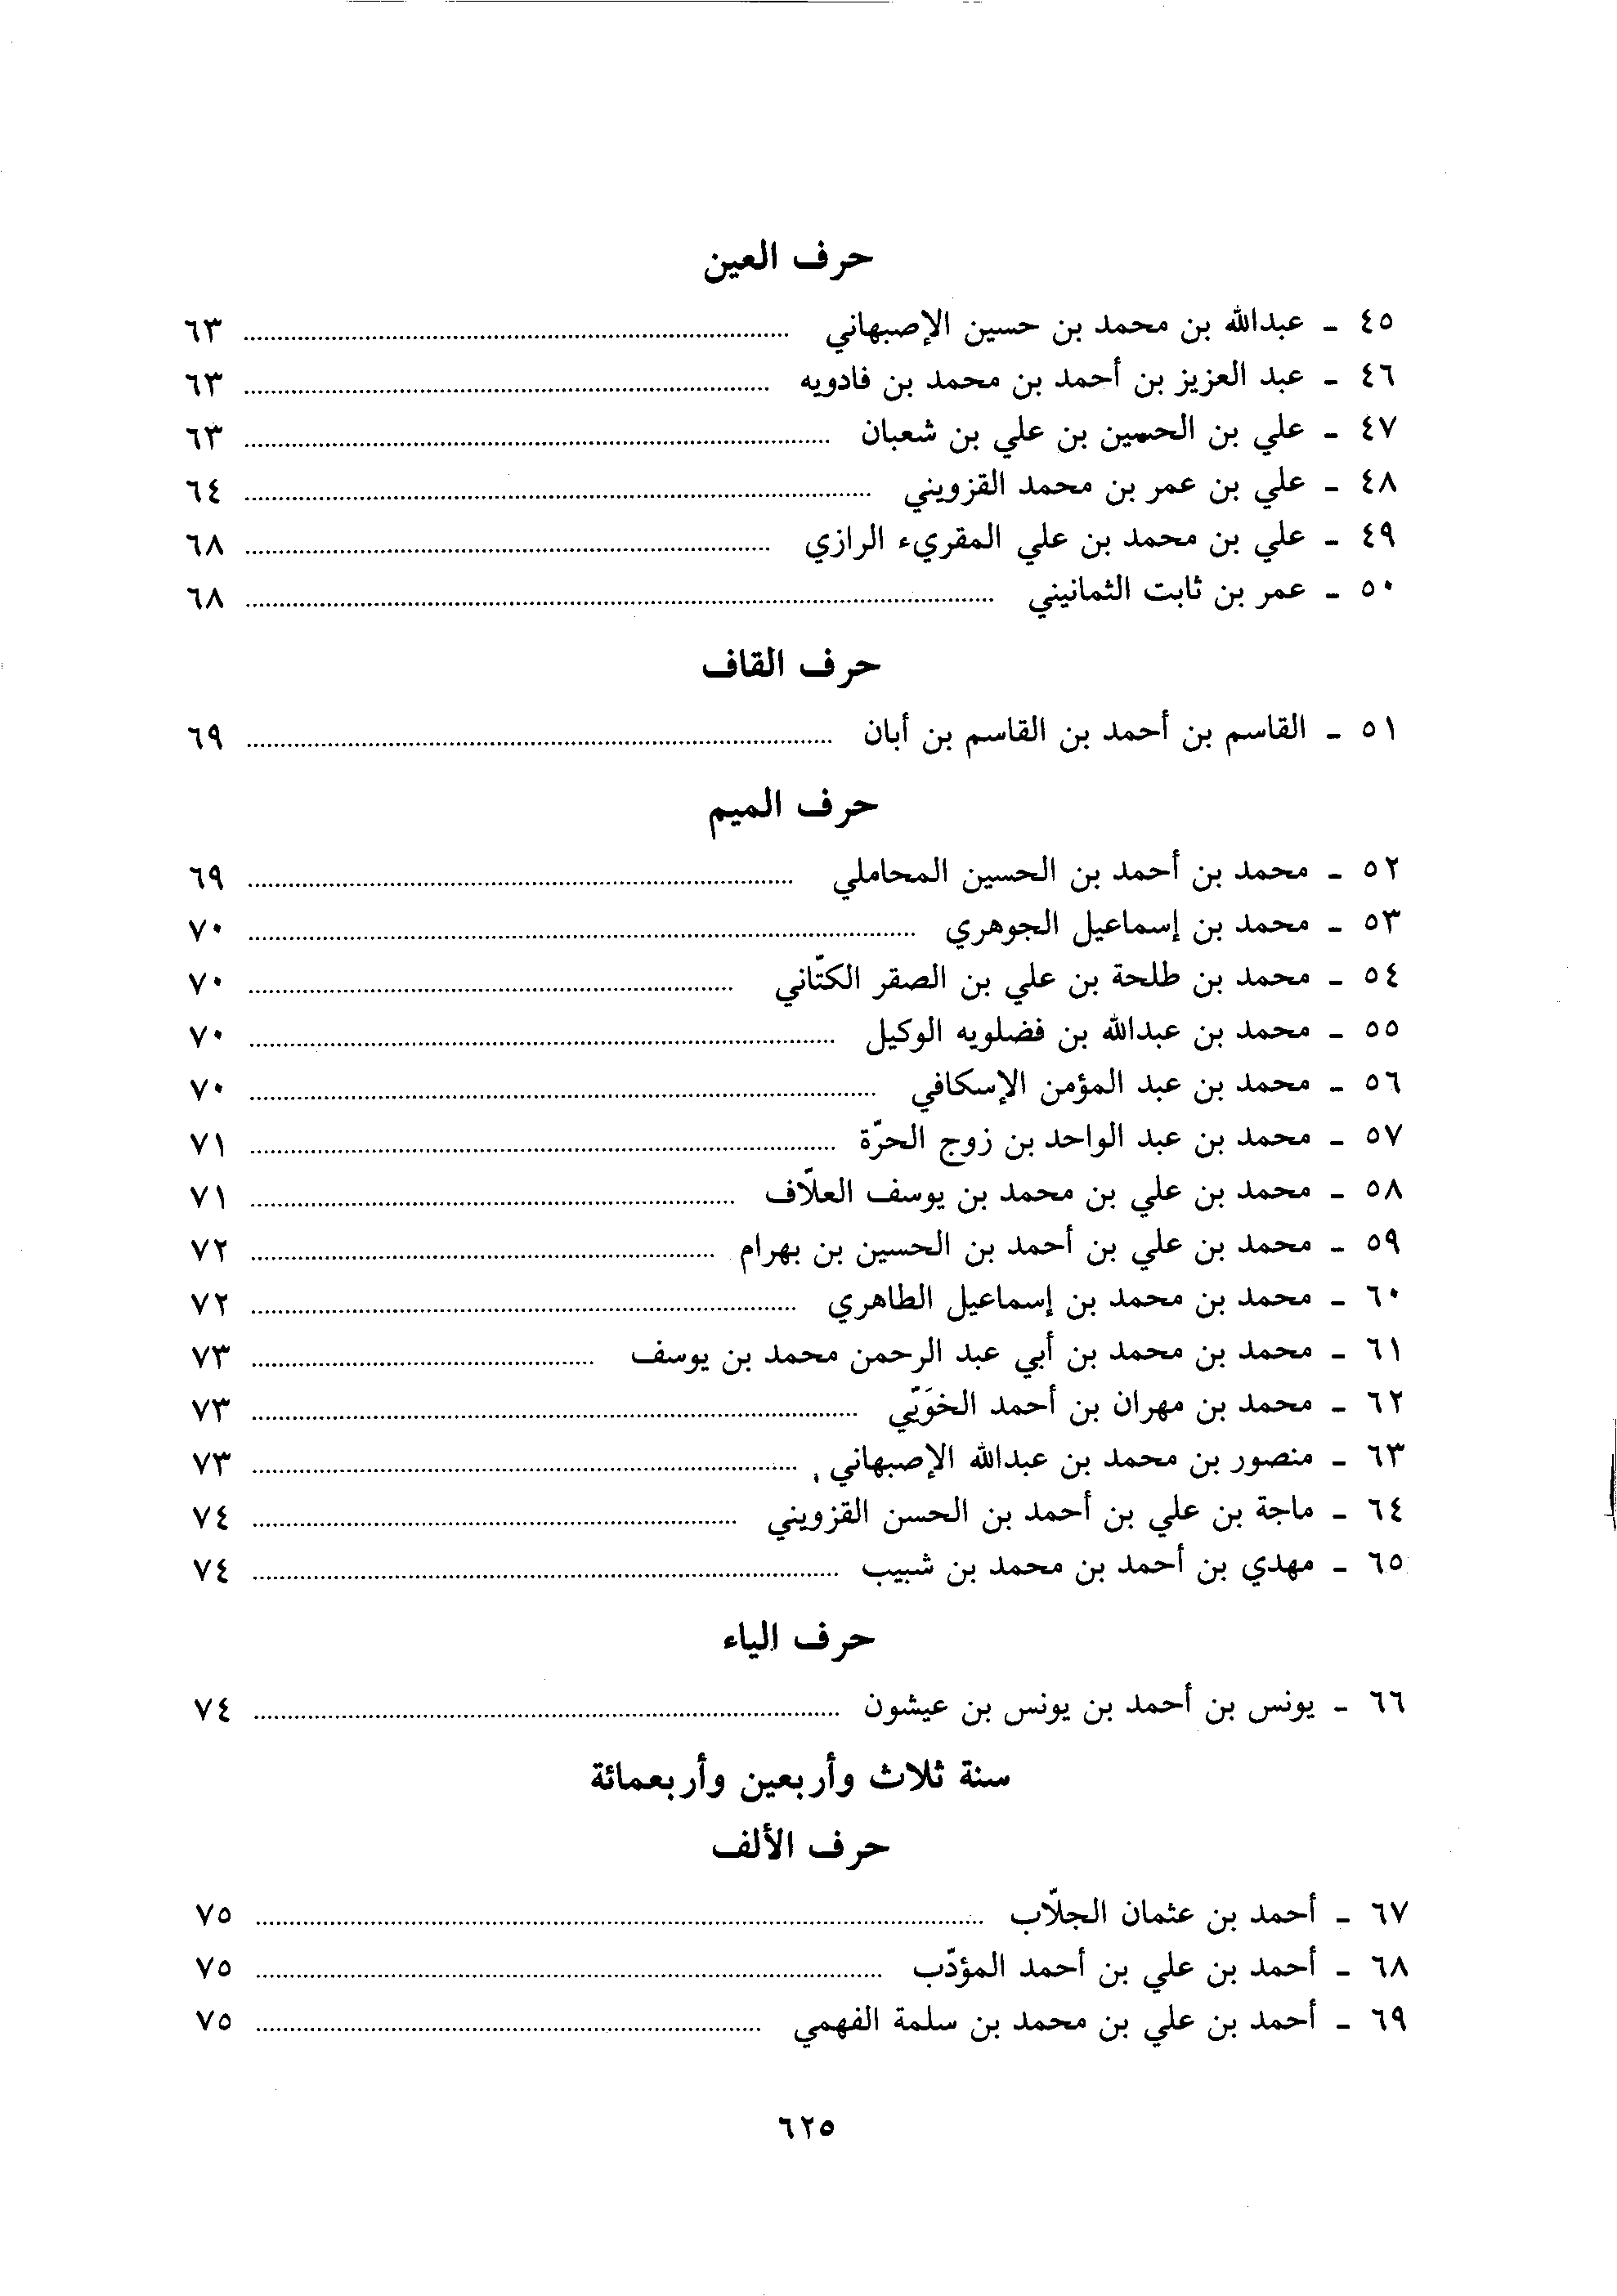 حرف العين
٤٥ ـ عبدالله بن محمد بن حسين الإصبهاني ........ ٦٣
٤٦ ـ عبد العزيز بن أحمد بن محمد بن فادويه ........ ٦٣
٤٧ ـ علي بن الحسين بن علي بن شعبان ........ ٦٣
٤٨ ـ علي بن عمر بن محمد القزويني ........ ٦٤
٤٩ ـ علي بن محمد بن علي المقريء الرازي ........ ٦٨
٥٠ ـ عمر بن ثابت الثمانيني ........ ٦٨
حرف القاف
٥١ ـ القاسم بن أحمد بن القاسم بن أبان ........ ٦٩
حرف الميم
٥٢ ـ محمد بن أحمد بن الحسين المحاملي ........ ٦٩
٥٣ ـ محمد بن إسماعيل الجوهري ........ ٧٠
٥٤ ـ محمد بن طلحة بن علي بن الصقر الكتّاني ........ ٧٠
٥٥ ـ محمد بن عبدالله بن فضلويه الوكيل ........ ٧٠
٥٦ ـ محمد بن عبد المؤمن الإسكافي ........ ٧٠
٥٧ ـ محمد بن عبد الواحد بن زوج الحرّة ........ ٧١
٥٨ ـ محمد بن علي بن محمد بن يوسف العلّاف ........ ٧١
٥٩ ـ محمد بن علي بن أحمد بن الحسين بن بهرام ........ ٧٢
٦٠ ـ محمد بن محمد بن إسماعيل الطاهري ........ ٧٢
٦١ ـ محمد بن محمد بن أبي عبد الرحمن محمد بن يوسف ........ ٧٣
٦٢ ـ محمد بن مهران بن أحمد الخوَيّي ........ ٧٣
٦٣ ـ منصور بن محمد بن عبدالله الإصبهاني ........ ٧٣
٦٤ ـ ماجة بن علي بن أحمد بن الحسن القزويني ........ ٧٤
٦٥ ـ مهدي بن أحمد بن محمد بن شبيب ........ ٧٤
حرف الياء
٦٦ ـ يونس بن أحمد بن يونس بن عيشون ........ ٧٤
سنة ثلاث وأربعين وأربعمائة
حرف الألف
٦٧ ـ أحمد بن عثمان الجلّاب ........ ٧٥
٦٨ ـ أحمد بن علي بن أحمد المؤدّب ........ ٧٥
٦٩ ـ أحمد بن علي بن محمد بن سلمة الفهمي ........ ٧٥
٦٢٥